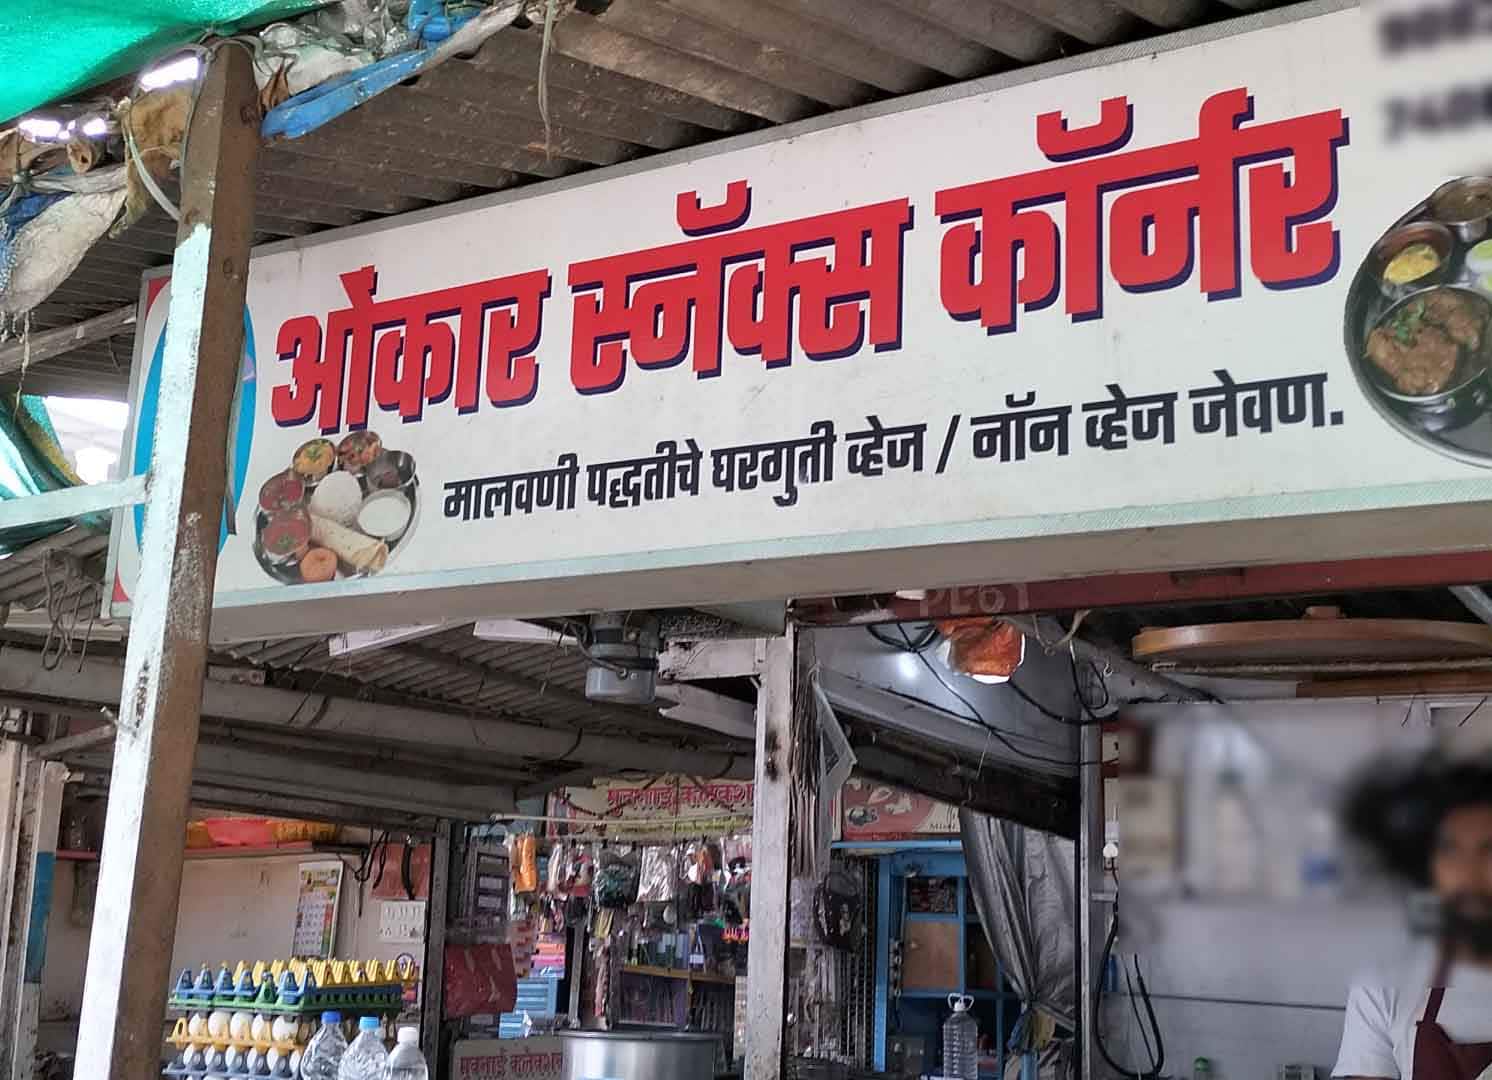 ओंकार स्नॅक्स कॉर्नर
मालवणी पद्धतीचे घरगुती व्हेज / नॉन व्हेज जेवण.